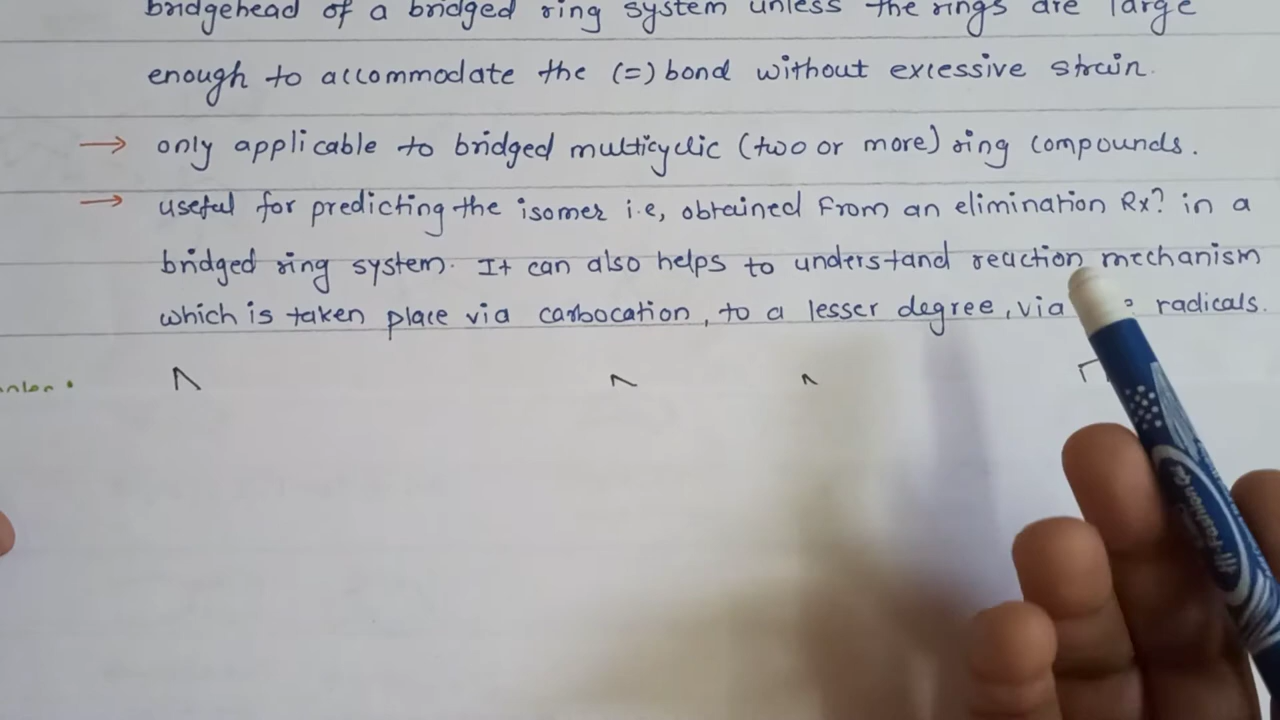 bridgehead of a bridged ring system unless the rings are large
enough to accommodate the (=) bond without excessive strain.
→ only applicable to bridged multicyclic (two or more) ring compounds.
→ useful for predicting the isomer i.e, obtained From an elimination Rx? in a
bridged ring system. It can also helps to understand reaction mechanism
which is taken place via carbocation, to a lesser degree, via radicals.